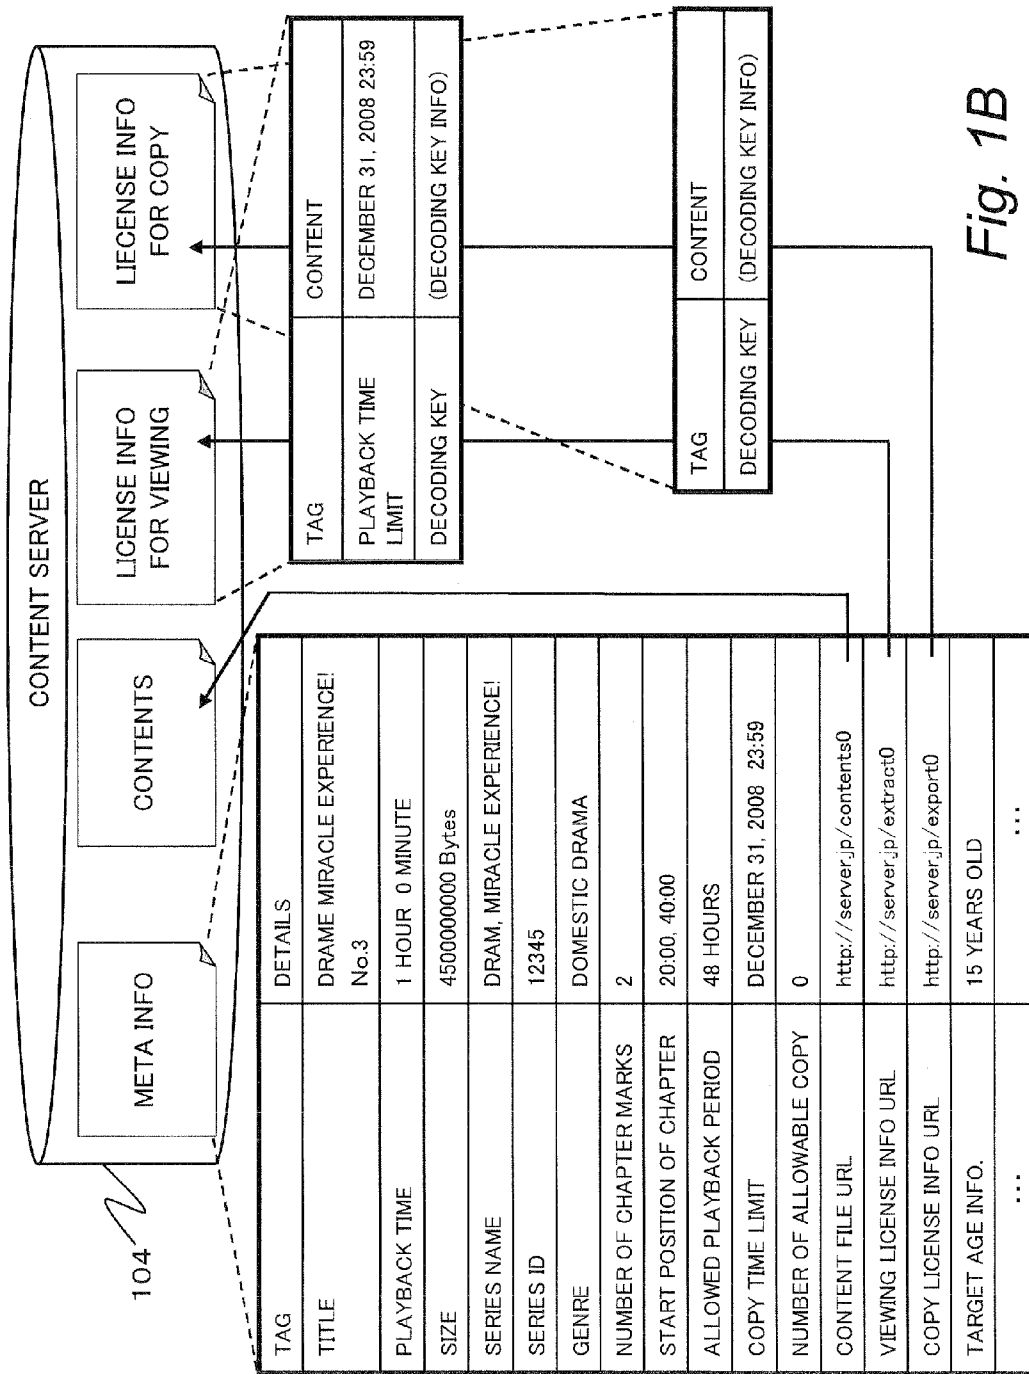 CONTENT SERVER
104
META INFO
CONTENTS
LICENSE INFO
FOR VIEWING
LIECENSE INFO
FOR COPY
TAG DETAILS
TITLE DRAME MIRACLE EXPERIENCE!
No.3
PLAYBACK TIME 1 HOUR 0 MINUTE
SIZE 4500000000 Bytes
SERIES NAME DRAM, MIRACLE EXPERIENCE!
SERIES ID 12345
GENRE DOMESTIC DRAMA
NUMBER OF CHAPTER MARKS 2
START POSITION OF CHAPTER 20:00, 40:00
ALLOWED PLAYBACK PERIOD 48 HOURS
COPY TIME LIMIT DECEMBER 31, 2008 23:59
NUMBER OF ALLOWABLE COPY 0
CONTENT FILE URL http://server.jp/contents0
VIEWING LICENSE INFO URL http://server.jp/extract0
COPY LICENSE INFO URL http://server.jp/export0
TARGET AGE INFO. 15 YEARS OLD
... ...
TAG CONTENT
PLAYBACK TIME
LIMIT DECEMBER 31, 2008 23:59
DECODING KEY (DECODING KEY INFO)
TAG CONTENT
DECODING KEY (DECODING KEY INFO)
Fig. 1B